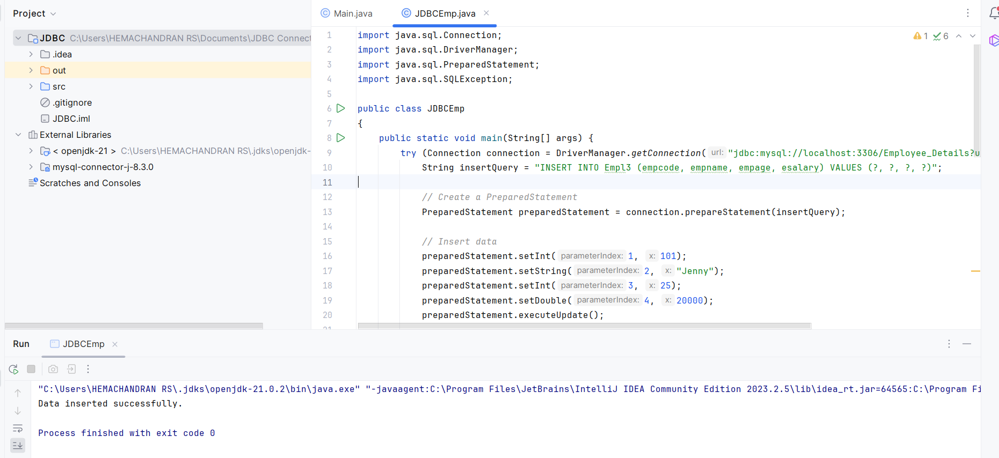 Project
JDBC C:\Users\HEMACHANDRAN RS\Documents\JDBC Connect
.idea
out
src
.gitignore
JDBC.iml
External Libraries
< openjdk-21 > C:\Users\HEMACHANDRAN RS\.jdks\openjdk-
mysql-connector-j-8.3.0
Scratches and Consoles
Main.java JDBCEmp.java
1 6
1 import java.sql.Connection;
2 import java.sql.DriverManager;
3 import java.sql.PreparedStatement;
4 import java.sql.SQLException;
5
6 public class JDBCEmp
7 {
8 public static void main(String[] args) {
9 try (Connection connection = DriverManager.getConnection( url: "jdbc:mysql://localhost:3306/Employee_Details?u
10 String insertQuery = "INSERT INTO Empl3 (empcode, empname, empage, esalary) VALUES (?, ?, ?, ?)";
11
12 // Create a PreparedStatement
13 PreparedStatement preparedStatement = connection.prepareStatement(insertQuery);
14
15 // Insert data
16 preparedStatement.setInt( parameterIndex: 1, x: 101);
17 preparedStatement.setString( parameterIndex: 2, x: "Jenny");
18 preparedStatement.setInt( parameterIndex: 3, x: 25);
19 preparedStatement.setDouble( parameterIndex: 4, x: 20000);
20 preparedStatement.executeUpdate();
Run JDBCEmp
"C:\Users\HEMACHANDRAN RS\.jdks\openjdk-21.0.2\bin\java.exe" "-javaagent:C:\Program Files\JetBrains\IntelliJ IDEA Community Edition 2023.2.5\lib\idea_rt.jar=64565:C:\Program Fi
Data inserted successfully.
Process finished with exit code 0